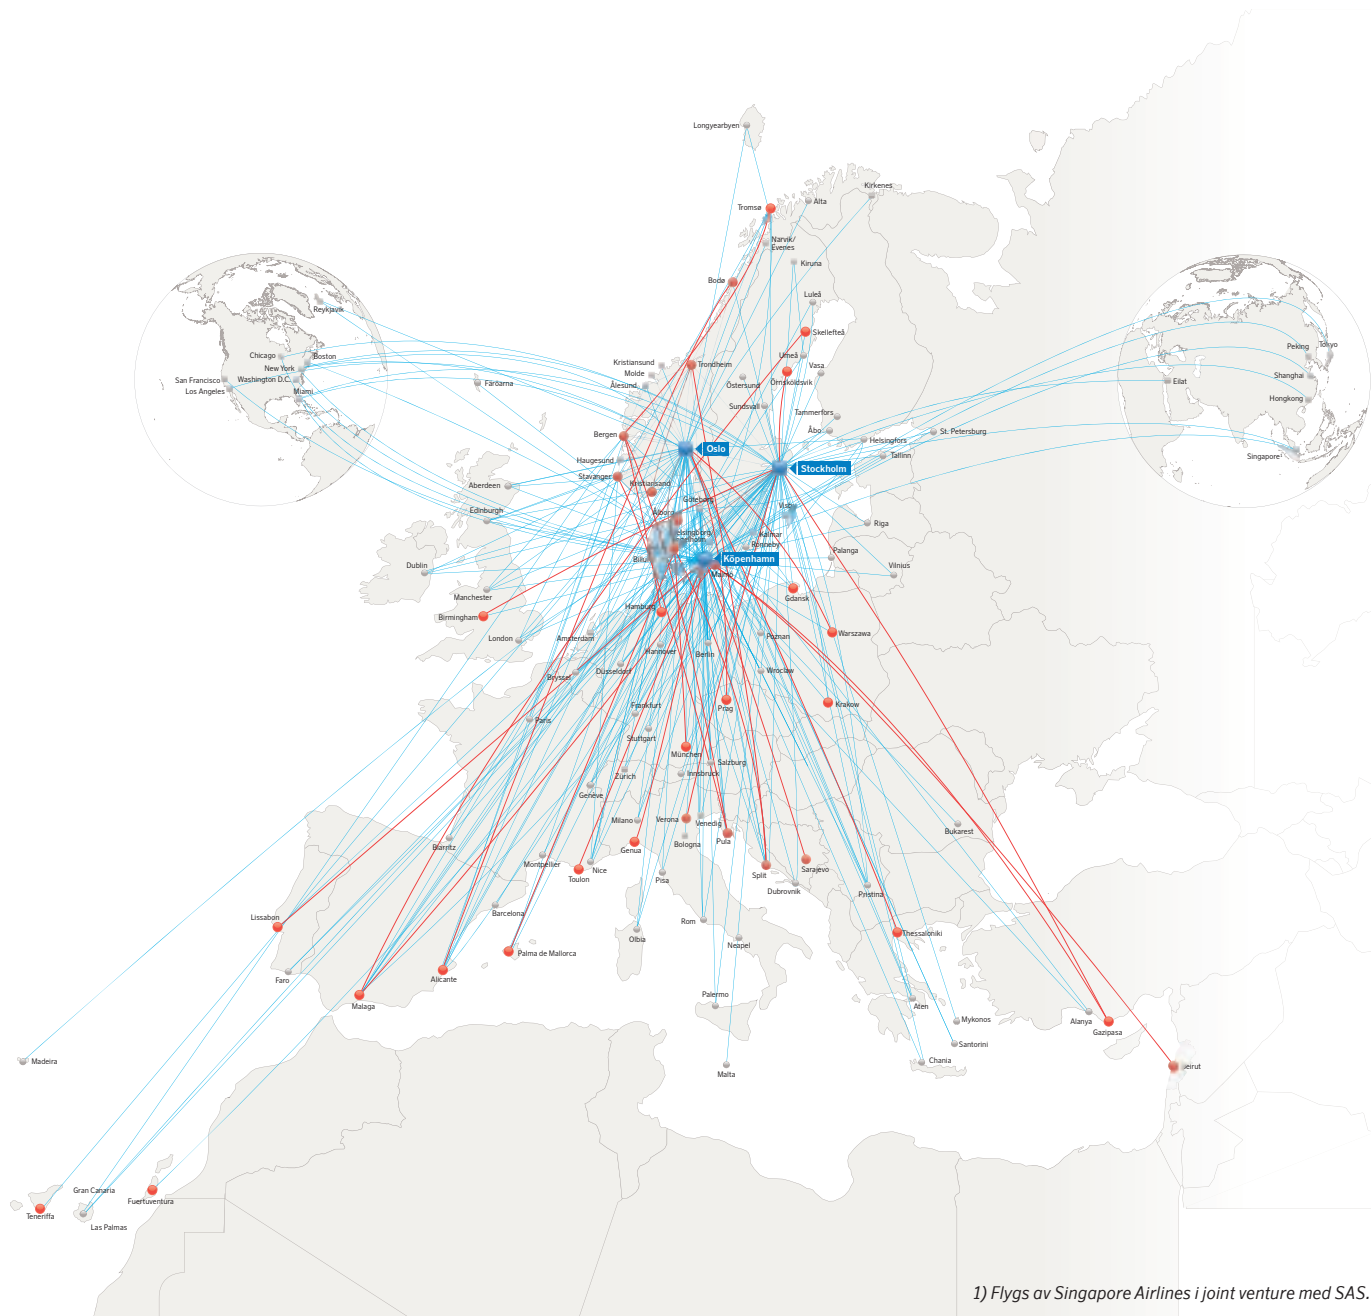 Longyearbyen
Kirkenes
Alta
Tromsø
Narvik/
Evenes
Kiruna
Bodø
Luleå
Reykjavik
Skellefteå
Chicago
Boston
New York
San Francisco
Washington D.C.
Los Angeles
Miami
Peking
Tokyo
Shanghai
Eilat
Hongkong
Singapore
Kristiansund
Molde
Ålesund
Trondheim
Färöarna
Umeå
Vasa
Örnsköldsvik
Östersund
Sundsvall
Tammerfors
Åbo
Helsingfors
St. Petersburg
Tallinn
Bergen
Oslo
Haugesund
Stockholm
Stavanger
Kristiansand
Aberdeen
Göteborg
Edinburgh
Ålborg
Visby
Riga
Helsingborg/
Kalmar
Ronneby
Palanga
Köpenhamn
Dublin
Malmö
Vilnius
Manchester
Gdansk
Birmingham
Hamburg
London
Amsterdam
Poznan
Warszawa
Hannover
Berlin
Bryssel
Düsseldorf
Wroclaw
Paris
Frankfurt
Prag
Krakow
Stuttgart
München
Salzburg
Zürich
Innsbruck
Genève
Milano
Verona
Venedig
Bukarest
Biarritz
Genua
Bologna
Pula
Montpellier
Nice
Toulon
Pisa
Split
Sarajevo
Dubrovnik
Pristina
Barcelona
Lissabon
Rom
Olbia
Neapel
Thessaloniki
Palma de Mallorca
Faro
Alicante
Malaga
Palermo
Aten
Mykonos
Alanya
Gazipasa
Santorini
Madeira
Chania
Malta
Gran Canaria
Fuertuventura
Teneriffa
Las Palmas
1) Flygs av Singapore Airlines i joint venture med SAS.